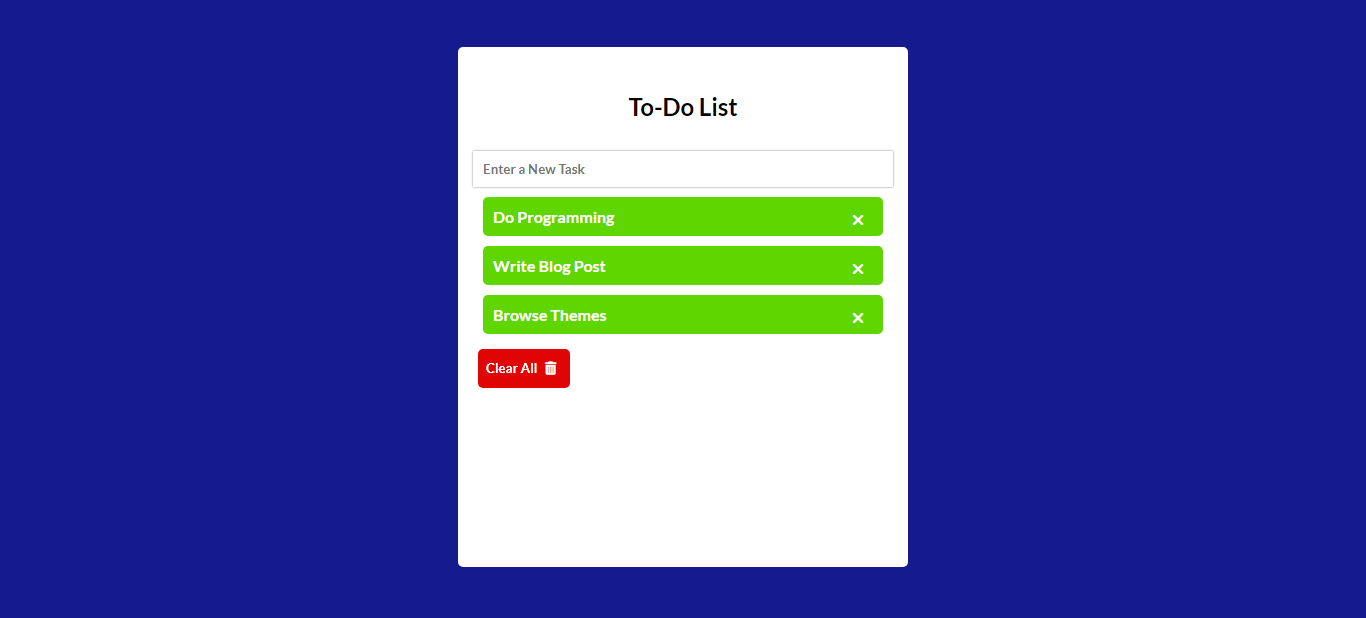 To-Do List
Enter a New Task
Do Programming
Write Blog Post
Browse Themes
Clear All